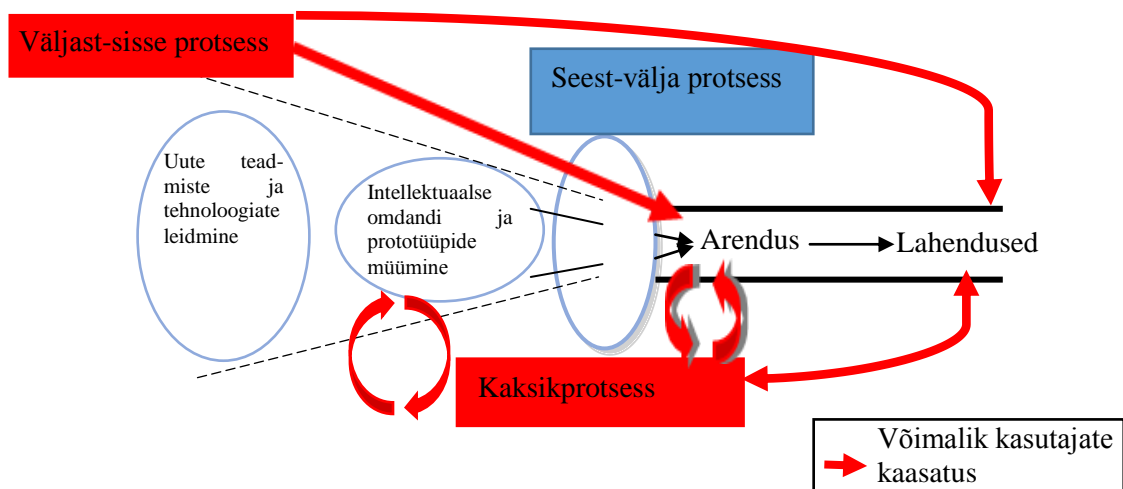 Väljast-sisse protsess
Seest-välja protsess
Uute tead-
miste ja
tehnoloogiate
leidmine
Intellektuaalse
omdandi ja
prototüüpide
müümine
Arendus
Lahendused
Kaksikprotsess
Võimalik kasutajate
kaasatus